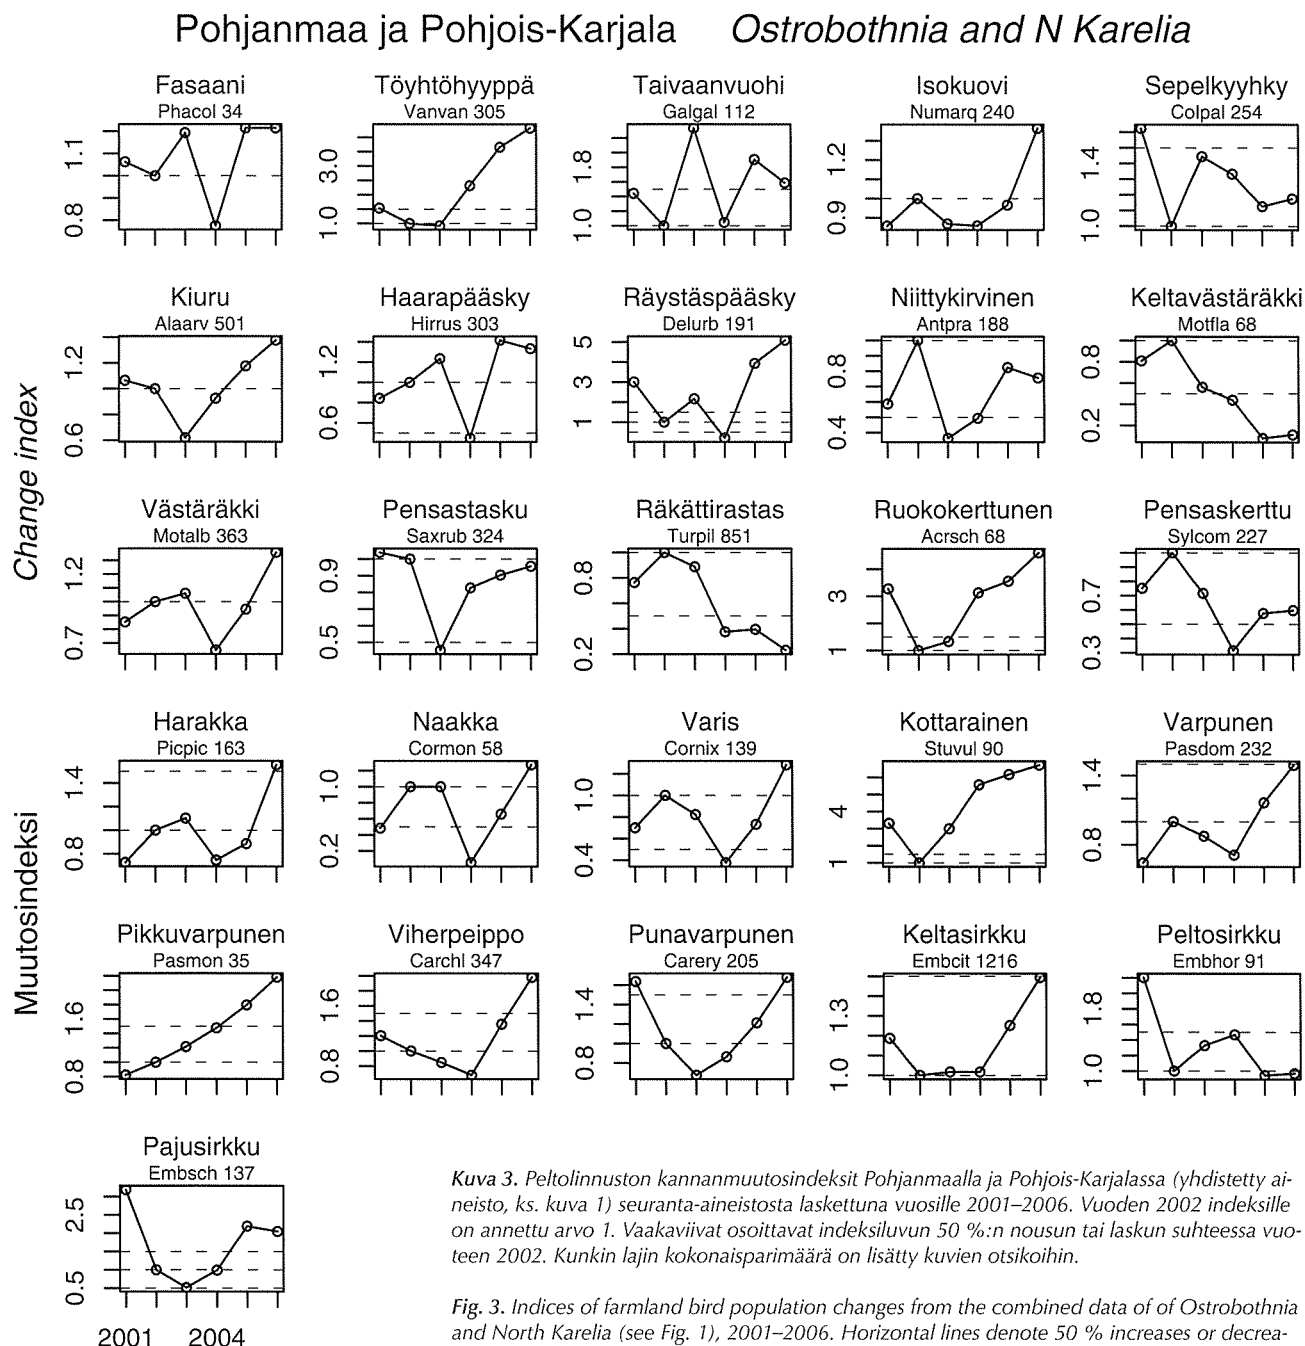 Pohjanmaa ja Pohjois-Karjala Ostrobothnia and N Karelia
Fasaani Töyhtöhyyppä Taivaanvuohi Isokuovi Sepelkyyhky
Phacol 34 Vanvan 305 Galgal 112 Numarq 240 Colpal 254
0.8 1.1 1.0 3.0 1.0 1.8 0.9 1.2 1.0 1.4
Kiuru Haarapääsky Räystäspääsky Niittykirvinen Keltavästäräkki
Alaarv 501 Hirrus 303 Delurb 191 Antpra 188 Motfla 68
0.6 1.2 0.6 1.2 1 3 5 0.4 0.8 0.2 0.8
Change index
Västäräkki Pensastasku Räkättirastas Ruokokerttunen Pensaskerttu
Motalb 363 Saxrub 324 Turpil 851 Acrsch 68 Sylcom 227
0.7 1.2 0.5 0.9 0.2 0.8 1 3 0.3 0.7
Harakka Naakka Varis Kottarainen Varpunen
Picpic 163 Cormon 58 Cornix 139 Stuvul 90 Pasdom 232
0.8 1.4 0.2 1.0 0.4 1.0 1 4 0.8 1.4
Muutosindeksi
Pikkuvarpunen Viherpeippo Punavarpunen Keltasirkku Peltosirkku
Pasmon 35 Carchl 347 Carery 205 Embcit 1216 Embhor 91
0.8 1.6 0.8 1.6 0.8 1.4 1.0 1.3 1.0 1.8
Pajusirkku
Embsch 137
0.5 2.5
2001 2004
Kuva 3. Peltolinnuston kannanmuutosindeksit Pohjanmaalla ja Pohjois-Karjalassa (yhdistetty ai-
neisto, ks. kuva 1) seuranta-aineistosta laskettuna vuosille 2001–2006. Vuoden 2002 indeksille
on annettu arvo 1. Vaakaviivat osoittavat indeksiluvun 50 %:n nousun tai laskun suhteessa vuo-
teen 2002. Kunkin lajin kokonaisparimäärä on lisätty kuvien otsikoihin.
Fig. 3. Indices of farmland bird population changes from the combined data of of Ostrobothnia
and North Karelia (see Fig. 1), 2001–2006. Horizontal lines denote 50 % increases or decrea-